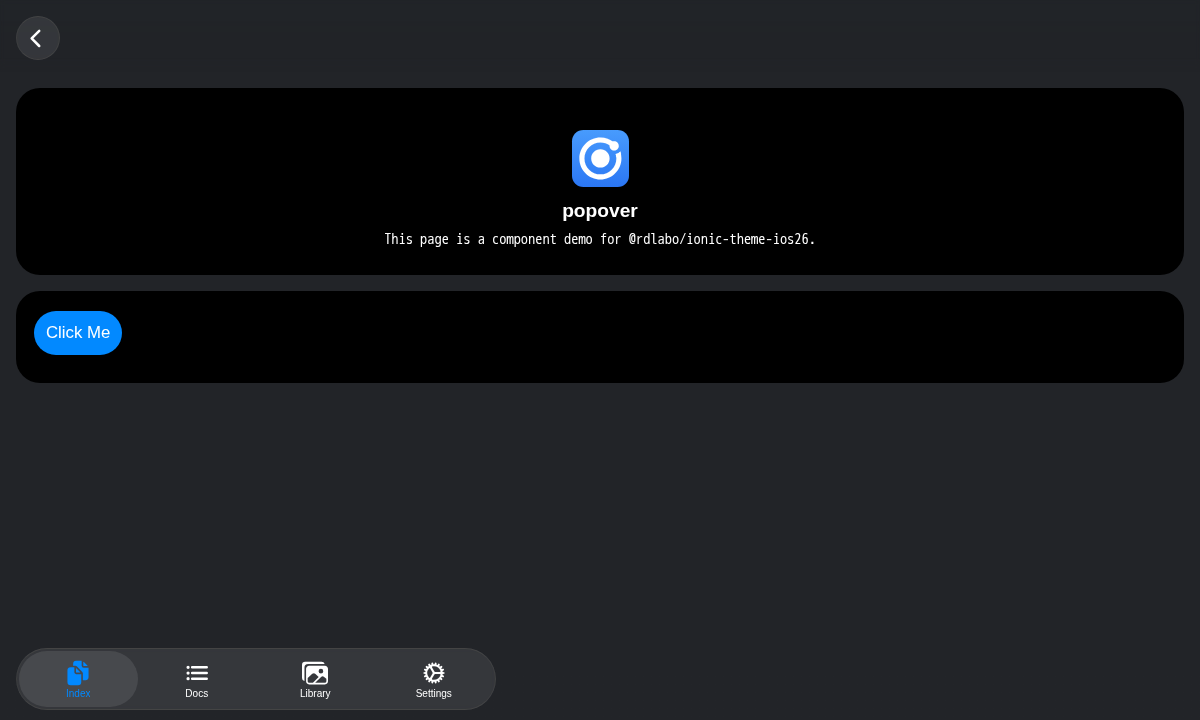 popover
This page is a component demo for @rdlabo/ionic-theme-ios26.
Click Me
Index
Docs
Library
Settings